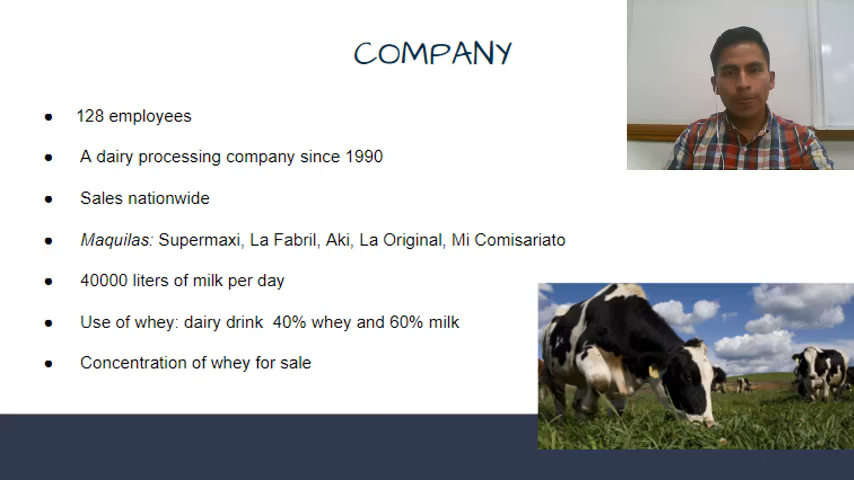 COMPANY
● 128 employees
● A dairy processing company since 1990
● Sales nationwide
● Maquilas: Supermaxi, La Fabril, Aki, La Original, Mi Comisariato
● 40000 liters of milk per day
● Use of whey: dairy drink  40% whey and 60% milk
● Concentration of whey for sale